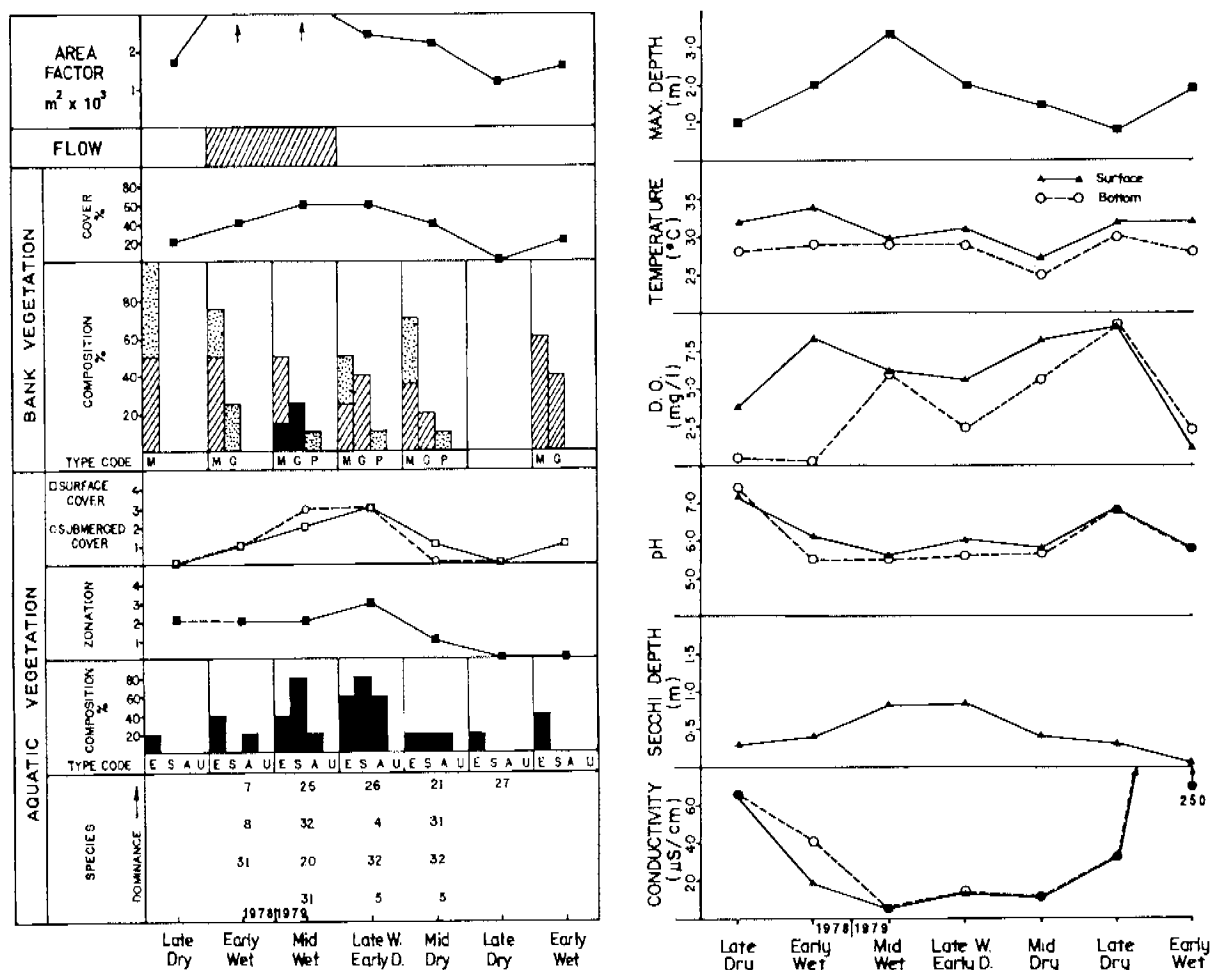 AREA
FACTOR
m² x 10³
2
1
FLOW
BANK VEGETATION
COVER
%
80
60
40
20
COMPOSITION
%
80
60
40
20
TYPE CODE M M G M G P M G P M G P M G
AQUATIC VEGETATION
□SURFACE
COVER
○SUBMERGED
COVER
4
3
2
1
ZONATION
4
3
2
1
COMPOSITION
%
80
60
40
20
TYPE CODE E S A U E S A U E S A U E S A U E S A U E S A U E S A U
SPECIES
DOMINANCE
7 25 26 21 27
8 32 4 31
31 20 32 32
31 5 5
1978|1979
Late Dry
Early Wet
Mid Wet
Late W. Early D.
Mid Dry
Late Dry
Early Wet
MAX. DEPTH
(m)
3.0
2.0
1.0
TEMPERATURE
(°C)
35
30
25
Surface
Bottom
D.O.
(mg/l)
7.5
5.0
2.5
pH
7.0
6.0
5.0
SECCHI DEPTH
(m)
1.5
1.0
0.5
CONDUCTIVITY
(µS/cm)
60
40
20
250
1978|1979
Late Dry
Early Wet
Mid Wet
Late W. Early D.
Mid Dry
Late Dry
Early Wet